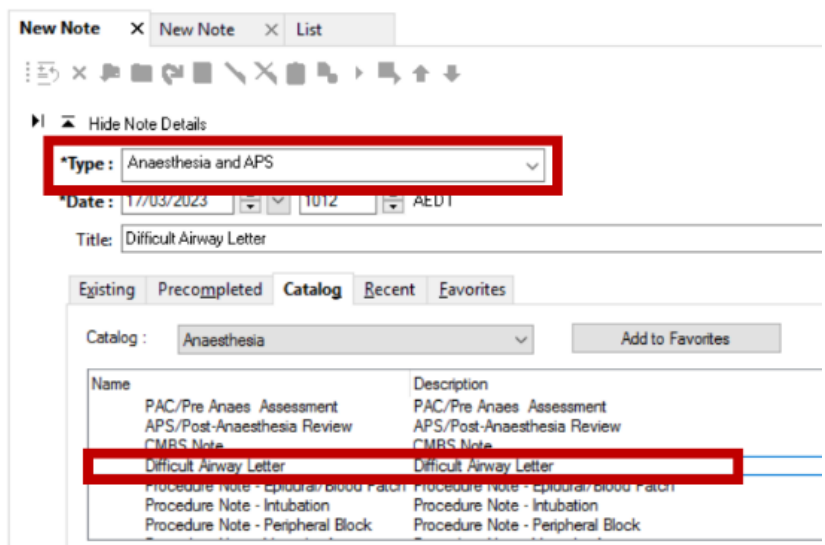 New Note New Note List
Hide Note Details
*Type : Anaesthesia and APS
*Date : 17/03/2023 1012 AEDT
Title: Difficult Airway Letter
Existing Precompleted Catalog Recent Favorites
Catalog : Anaesthesia Add to Favorites
Name Description
PAC/Pre Anaes Assessment PAC/Pre Anaes Assessment
APS/Post-Anaesthesia Review APS/Post-Anaesthesia Review
CMBS Note CMBS Note
Difficult Airway Letter Difficult Airway Letter
Procedure Note - Epidural/Blood Patch Procedure Note - Epidural/Blood Patch
Procedure Note - Intubation Procedure Note - Intubation
Procedure Note - Peripheral Block Procedure Note - Peripheral Block